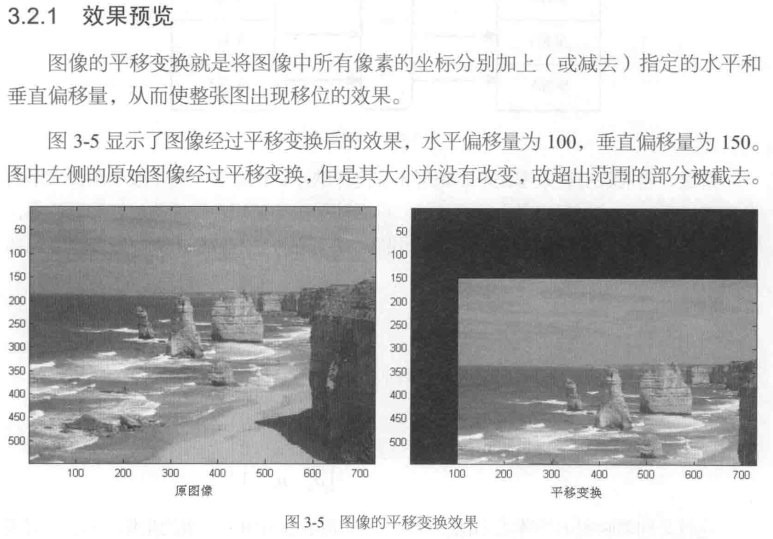 3.2.1 效果预览
图像的平移变换就是将图像中所有像素的坐标分别加上（或减去）指定的水平和
垂直偏移量，从而使整张图出现移位的效果。
图 3-5 显示了图像经过平移变换后的效果，水平偏移量为 100，垂直偏移量为 150。
图中左侧的原始图像经过平移变换，但是其大小并没有改变，故超出范围的部分被截去。
50
100
150
200
250
300
350
400
450
500
100 200 300 400 500 600 700
原图像
50
100
150
200
250
300
350
400
450
500
100 200 300 400 500 600 700
平移变换
图 3-5 图像的平移变换效果